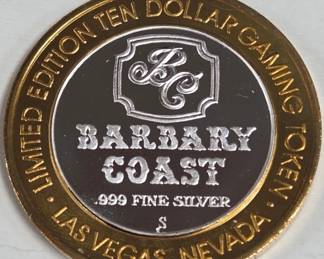 LIMITED EDITION TEN DOLLAR GAMING TOKEN
BC
BARBARY
COAST
.999 FINE SILVER
S
• LAS VEGAS, NEVADA •